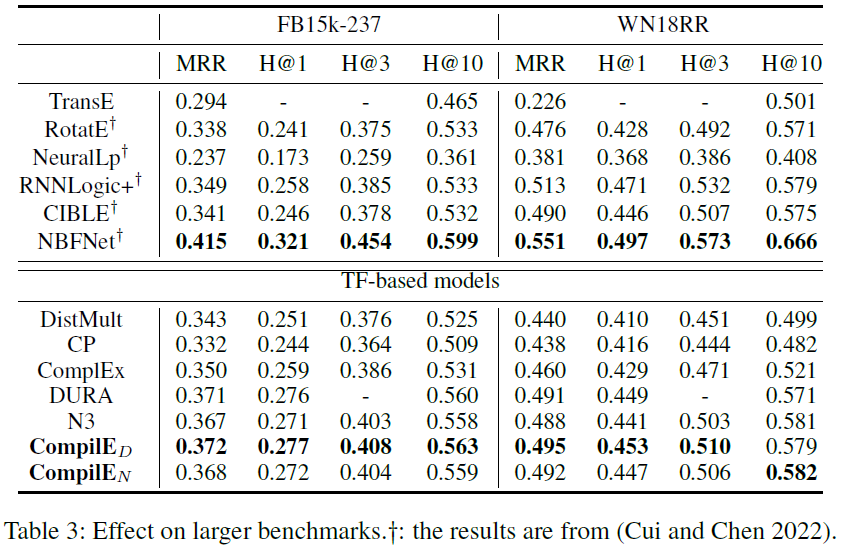 FB15k-237 WN18RR
MRR H@1 H@3 H@10 MRR H@1 H@3 H@10
TransE 0.294 - - 0.465 0.226 - - 0.501
RotatE† 0.338 0.241 0.375 0.533 0.476 0.428 0.492 0.571
NeuralLp† 0.237 0.173 0.259 0.361 0.381 0.368 0.386 0.408
RNNLogic+† 0.349 0.258 0.385 0.533 0.513 0.471 0.532 0.579
CIBLE† 0.341 0.246 0.378 0.532 0.490 0.446 0.507 0.575
NBFNet† 0.415 0.321 0.454 0.599 0.551 0.497 0.573 0.666
TF-based models
DistMult 0.343 0.251 0.376 0.525 0.440 0.410 0.451 0.499
CP 0.332 0.244 0.364 0.509 0.438 0.416 0.444 0.482
ComplEx 0.350 0.259 0.386 0.531 0.460 0.429 0.471 0.521
DURA 0.371 0.276 - 0.560 0.491 0.449 - 0.571
N3 0.367 0.271 0.403 0.558 0.488 0.441 0.503 0.581
CompilE_D 0.372 0.277 0.408 0.563 0.495 0.453 0.510 0.579
CompilE_N 0.368 0.272 0.404 0.559 0.492 0.447 0.506 0.582
Table 3: Effect on larger benchmarks.†: the results are from (Cui and Chen 2022).